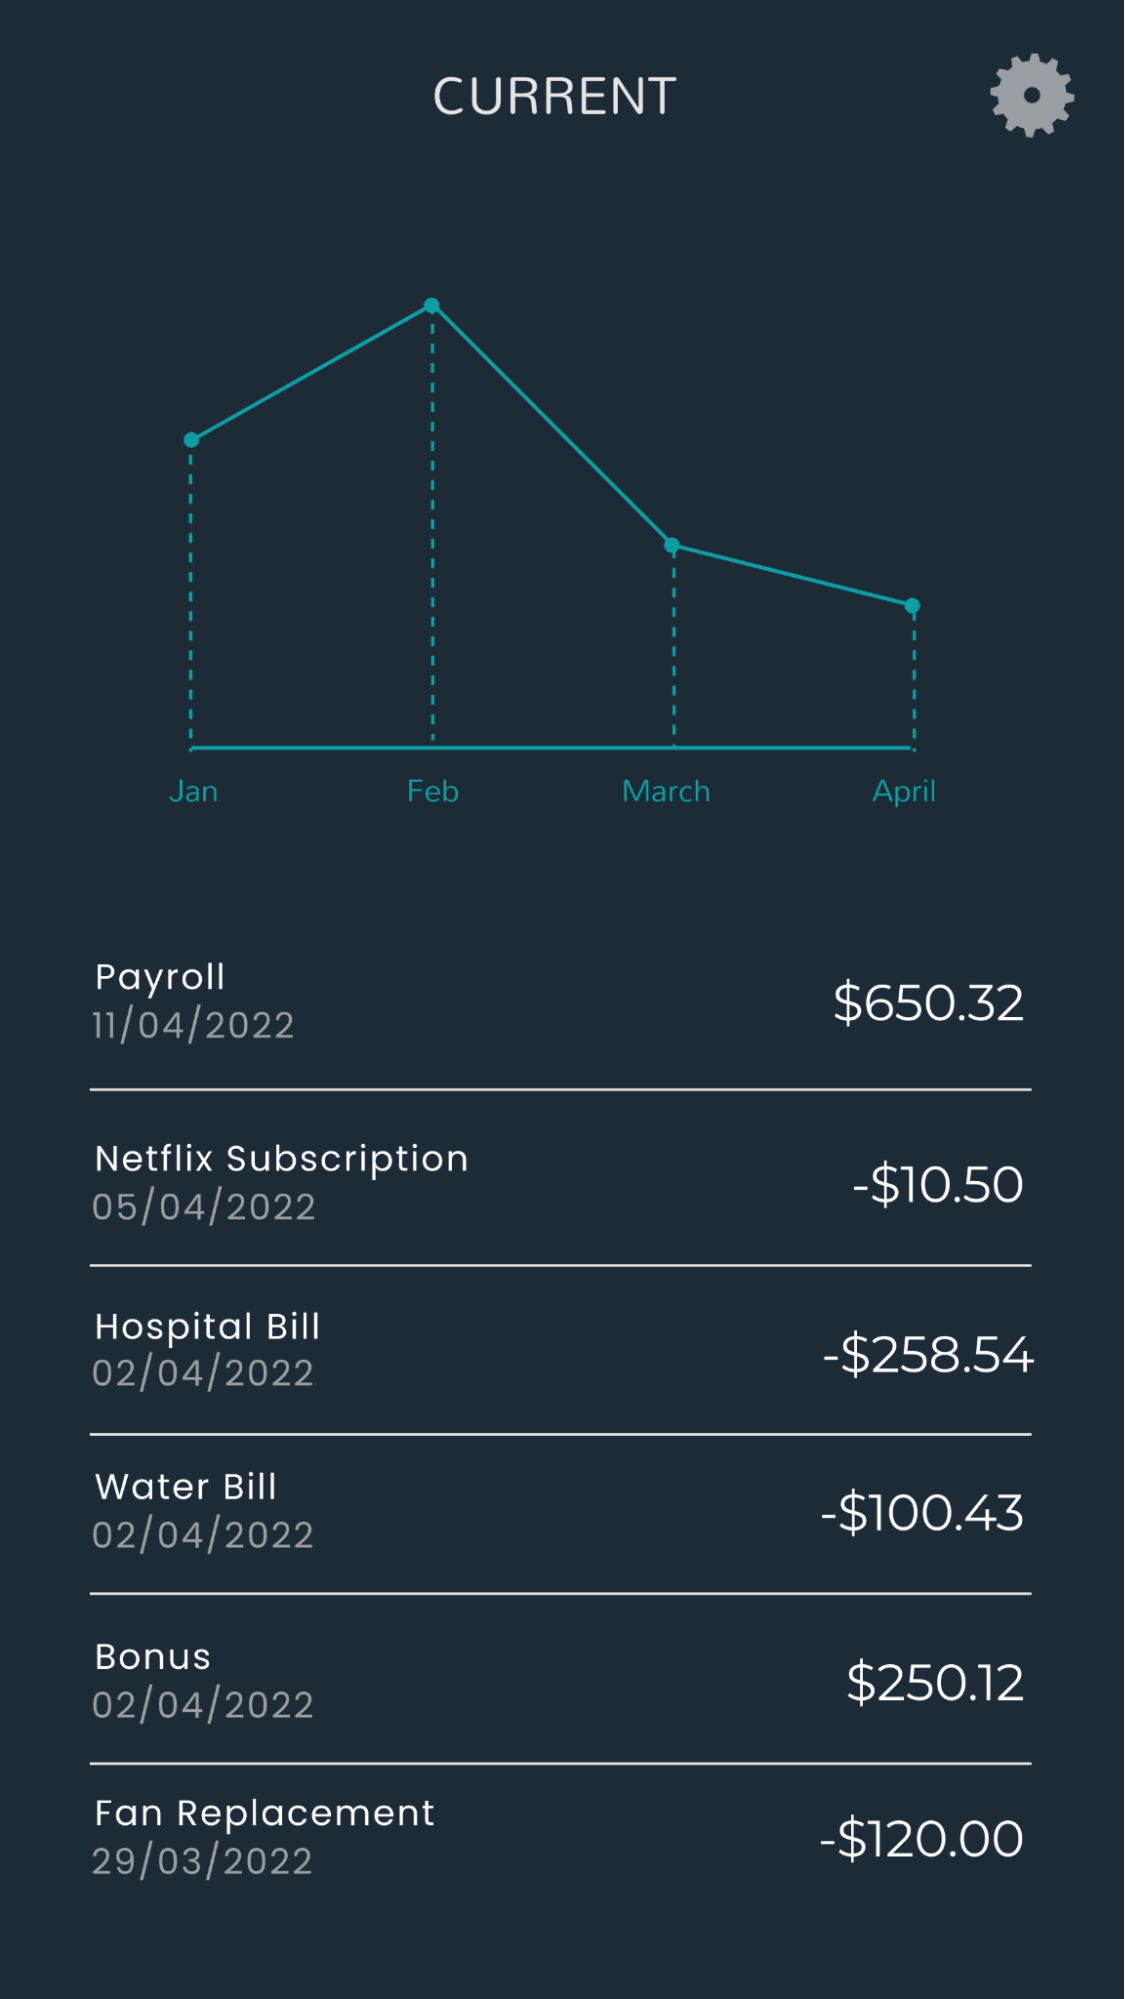 CURRENT
Jan Feb March April
Payroll
11/04/2022
$650.32
Netflix Subscription
05/04/2022
-$10.50
Hospital Bill
02/04/2022
-$258.54
Water Bill
02/04/2022
-$100.43
Bonus
02/04/2022
$250.12
Fan Replacement
29/03/2022
-$120.00